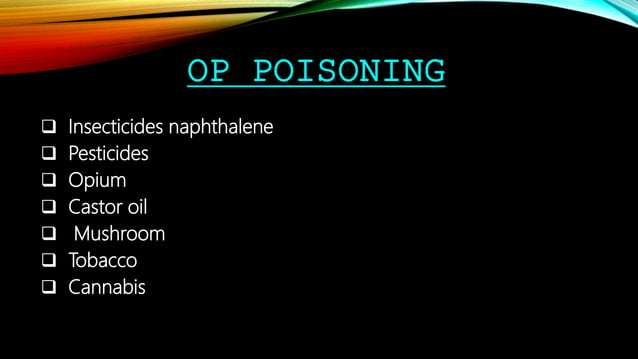 OP POISONING
Insecticides naphthalene
Pesticides
Opium
Castor oil
Mushroom
Tobacco
Cannabis